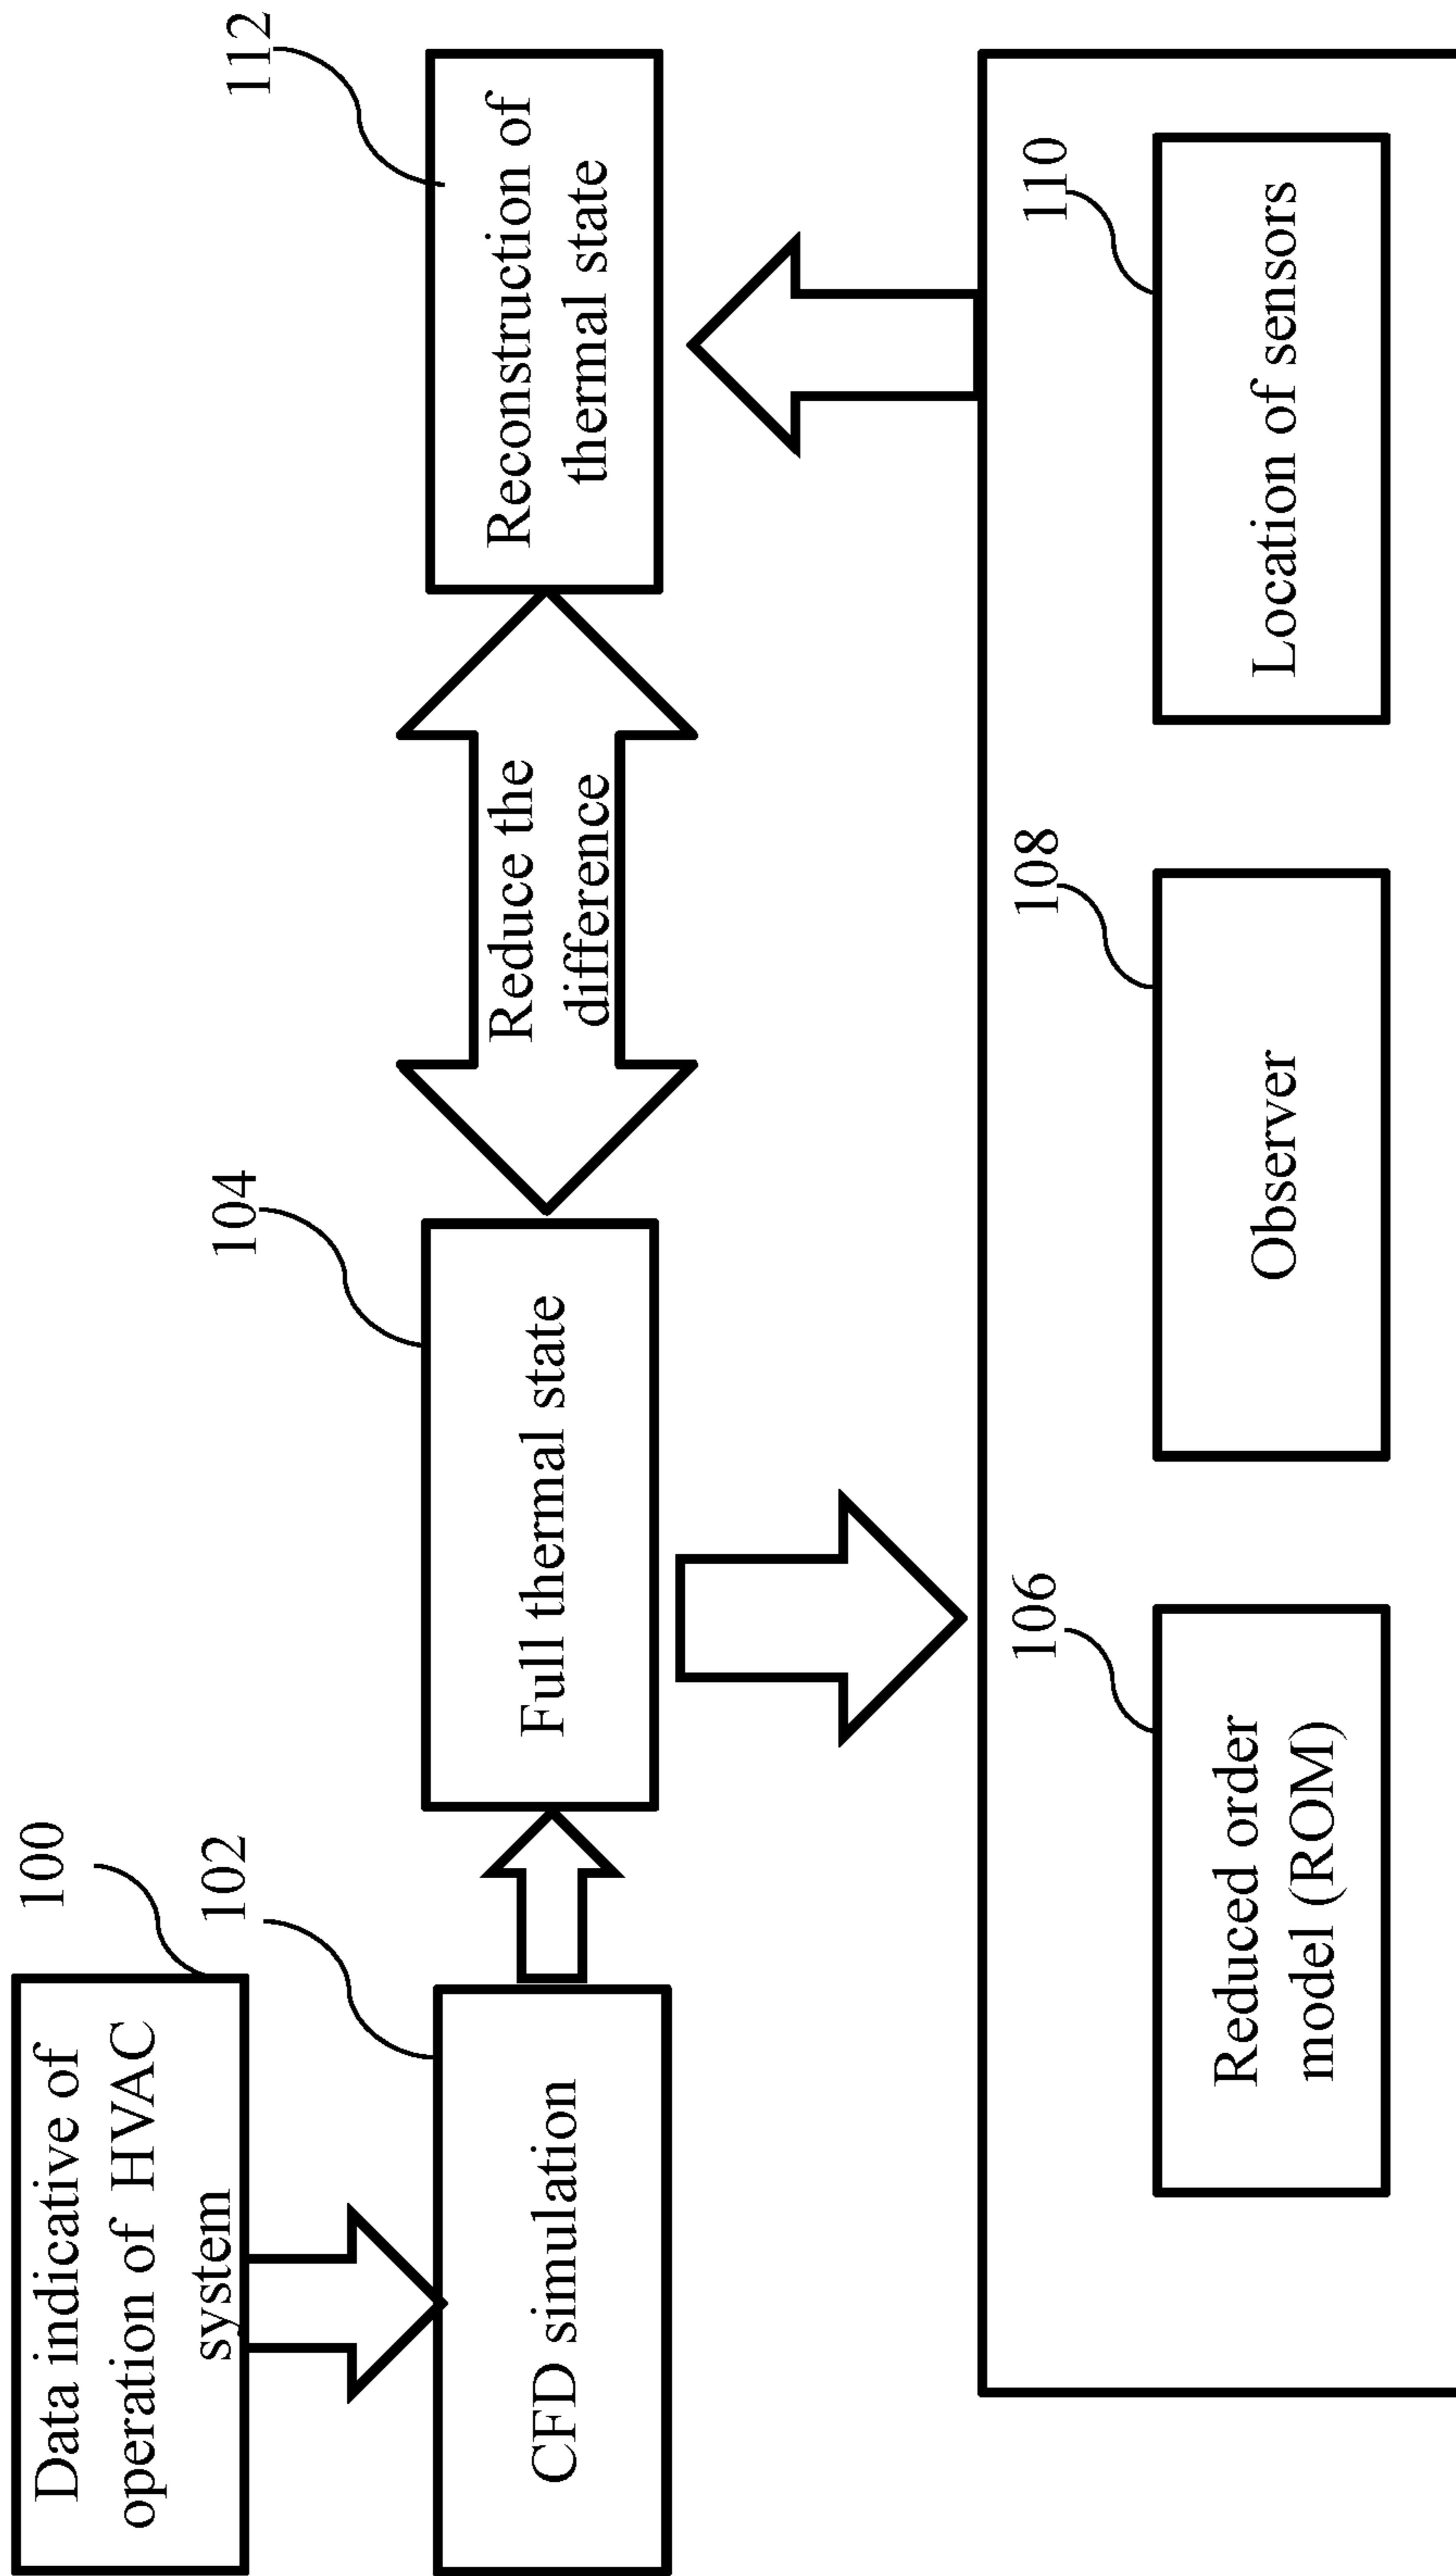 Data indicative of
operation of HVAC
system
100
102
CFD simulation
104
Full thermal state
Reduce the
difference
112
Reconstruction of
thermal state
106
Reduced order
model (ROM)
108
Observer
110
Location of sensors